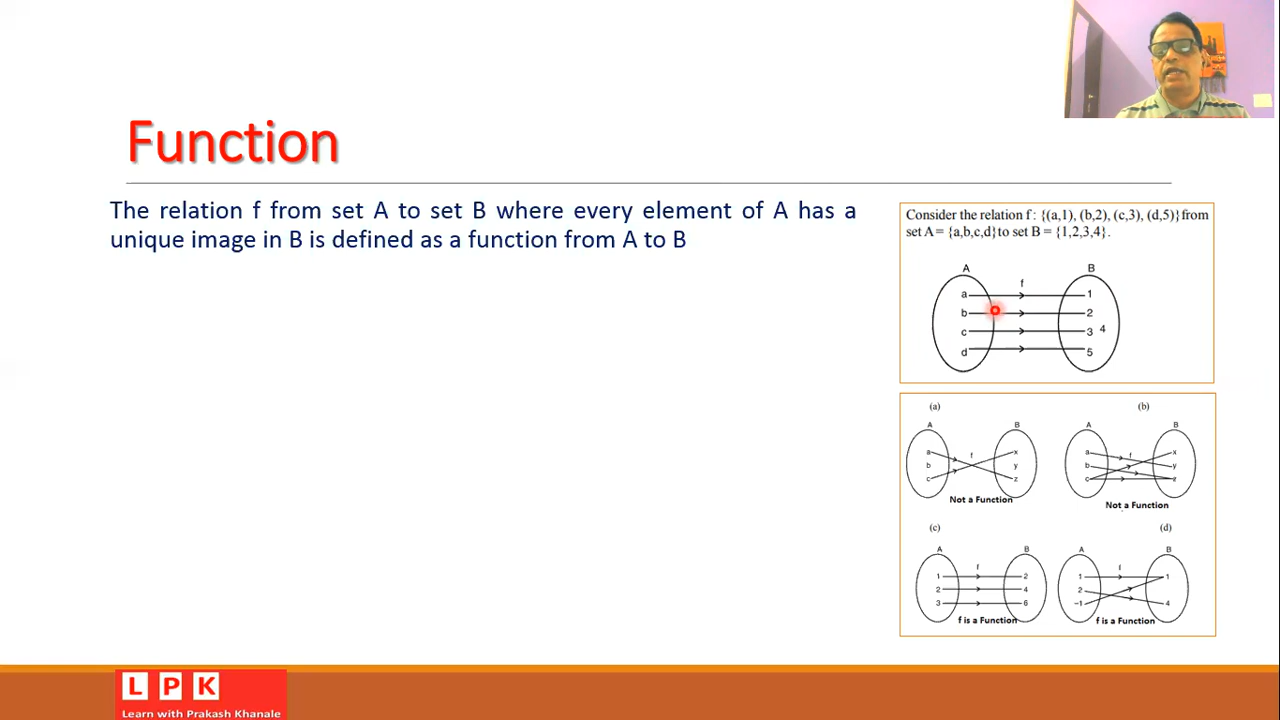 Function
The relation f from set A to set B where every element of A has a
unique image in B is defined as a function from A to B
Consider the relation f : {(a,1), (b,2), (c,3), (d,5)} from
set A = {a,b,c,d} to set B = {1,2,3,4}.
A B
f
a 1
b 2
c 3 4
d 5
(a) (b)
A B A B
a f x a f x
b y b y
c z c z
Not a Function Not a Function
(c) (d)
A B A B
f f
1 2 1 1
2 4 2
3 6 –1 4
f is a Function f is a Function
L P K
Learn with Prakash Khanale